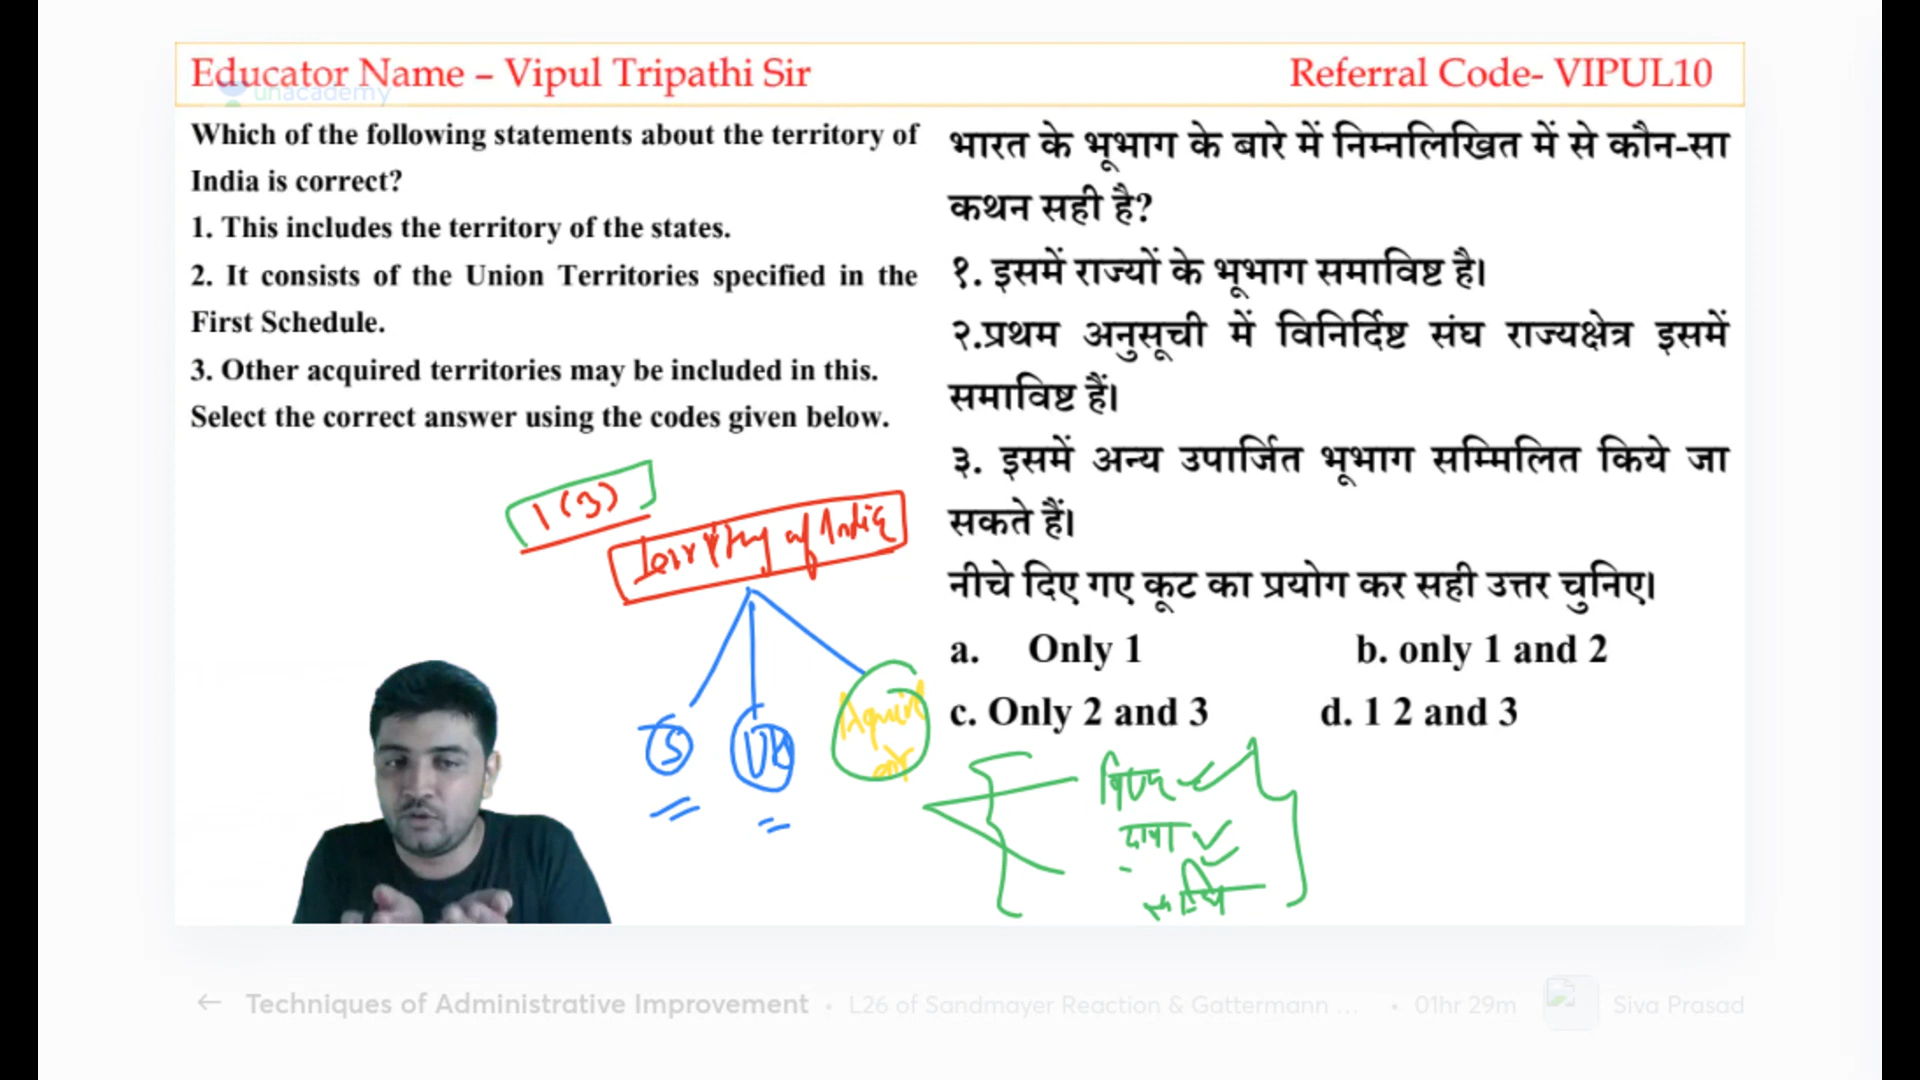 Educator Name – Vipul Tripathi Sir
Referral Code- VIPUL10
unacademy
Which of the following statements about the territory of
India is correct?
1. This includes the territory of the states.
2. It consists of the Union Territories specified in the
First Schedule.
3. Other acquired territories may be included in this.
Select the correct answer using the codes given below.
1(3)
Territory of India
S
UT
भारत के भूभाग के बारे में निम्नलिखित में से कौन-सा
कथन सही है?
१. इसमें राज्यों के भूभाग समाविष्ट है।
२.प्रथम अनुसूची में विनिर्दिष्ट संघ राज्यक्षेत्र इसमें
समाविष्ट हैं।
३. इसमें अन्य उपार्जित भूभाग सम्मिलित किये जा
सकते हैं।
नीचे दिए गए कूट का प्रयोग कर सही उत्तर चुनिए।
a. Only 1
b. only 1 and 2
c. Only 2 and 3
d. 1 2 and 3
Techniques of Administrative Improvement • L26 of Sandmayer Reaction & Gattermann ... • 01hr 29m
Siva Prasad